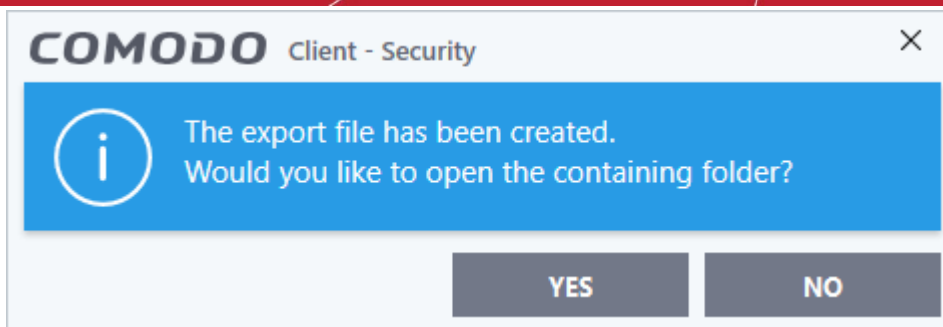 COMODO Client - Security
The export file has been created.
Would you like to open the containing folder?
YES NO